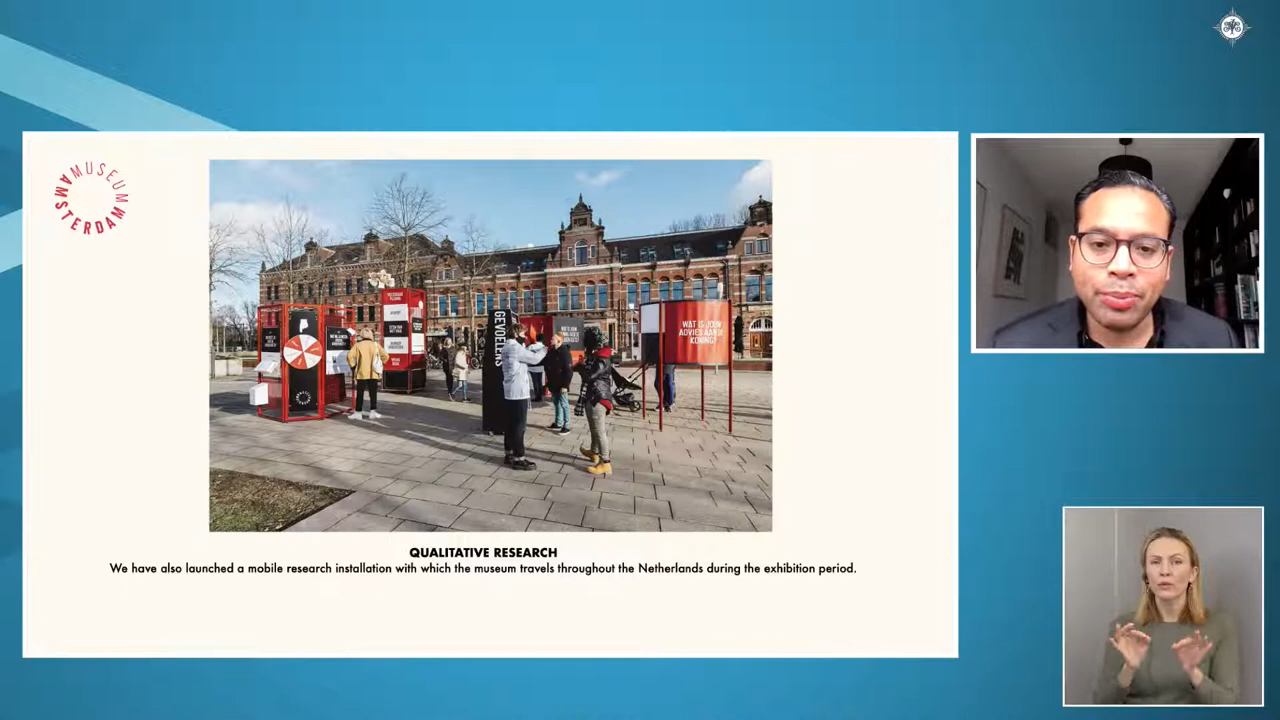 AMSTERDAM
MUSEUM
GEVOELENS
WAT IS JOUW
ADVIES AAN DE
KONING?
QUALITATIVE RESEARCH
We have also launched a mobile research installation with which the museum travels throughout the Netherlands during the exhibition period.